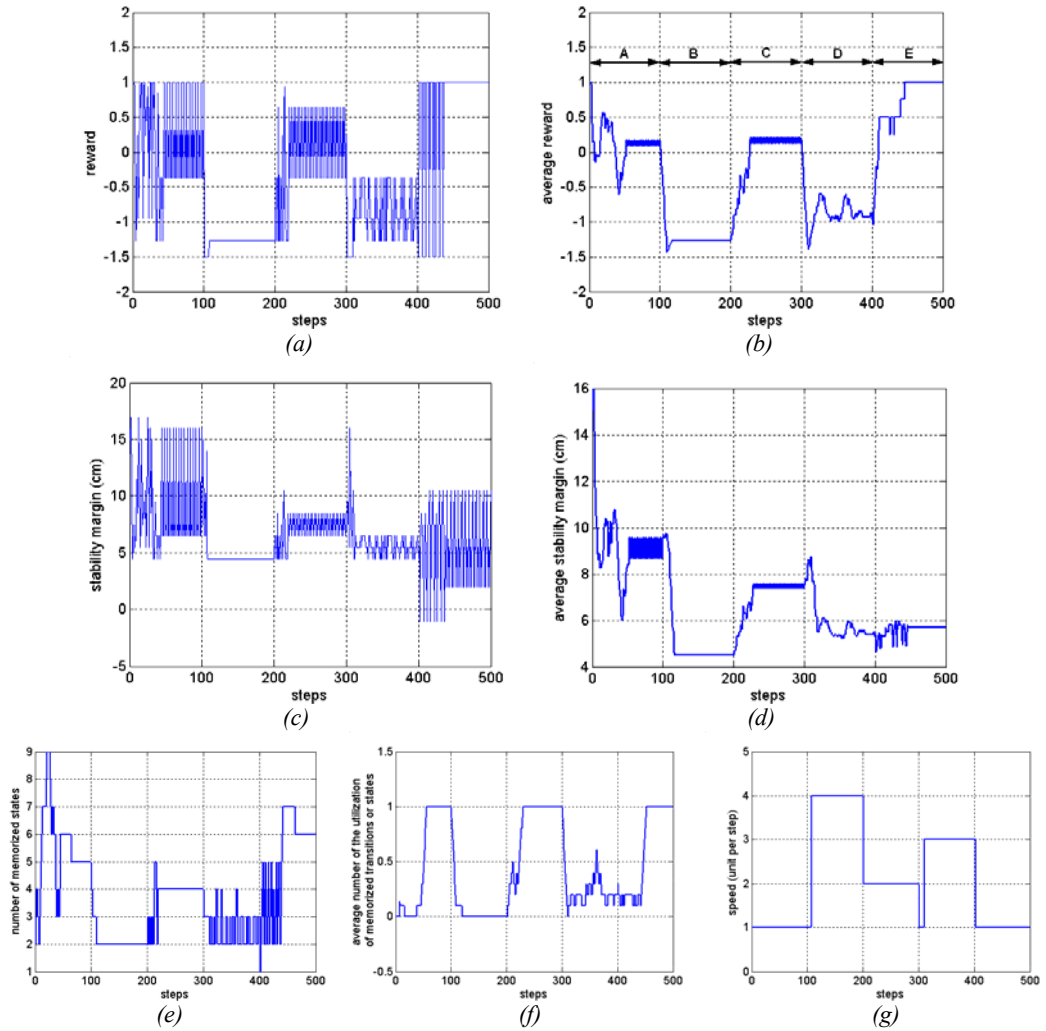 2
1.5
1
0.5
0
-0.5
-1
-1.5
-2
reward
0 100 200 300 400 500
steps
(a)
2
1.5
1
0.5
0
-0.5
-1
-1.5
-2
average reward
A B C D E
0 100 200 300 400 500
steps
(b)
20
15
10
5
0
-5
stability margin (cm)
0 100 200 300 400 500
steps
(c)
16
14
12
10
8
6
4
average stability margin (cm)
0 100 200 300 400 500
steps
(d)
9
8
7
6
5
4
3
2
1
number of memorized states
0 100 200 300 400 500
steps
(e)
1.5
1
0.5
0
-0.5
average number of the utilization
of memorized transitions or states
0 100 200 300 400 500
steps
(f)
5
4
3
2
1
0
speed (unit per step)
0 100 200 300 400 500
steps
(g)